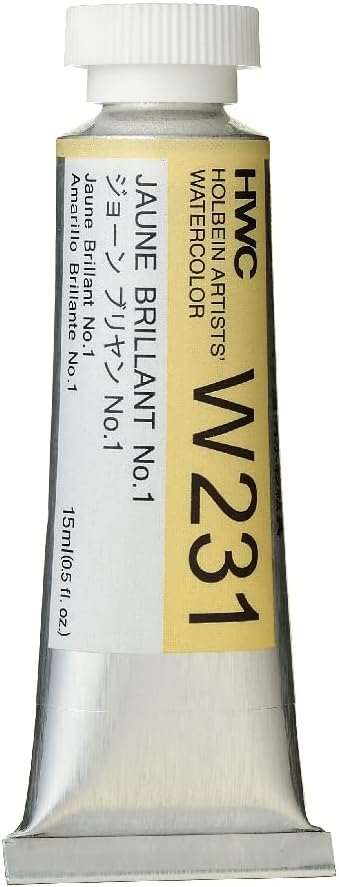 HWC
HOLBEIN ARTISTS'
WATERCOLOR
W231
JAUNE BRILLANT No.1
ジョーン ブリヤン No.1
Jaune Brillant No.1
Amarillo Brillante No.1
15ml(0.5 fl. oz.)